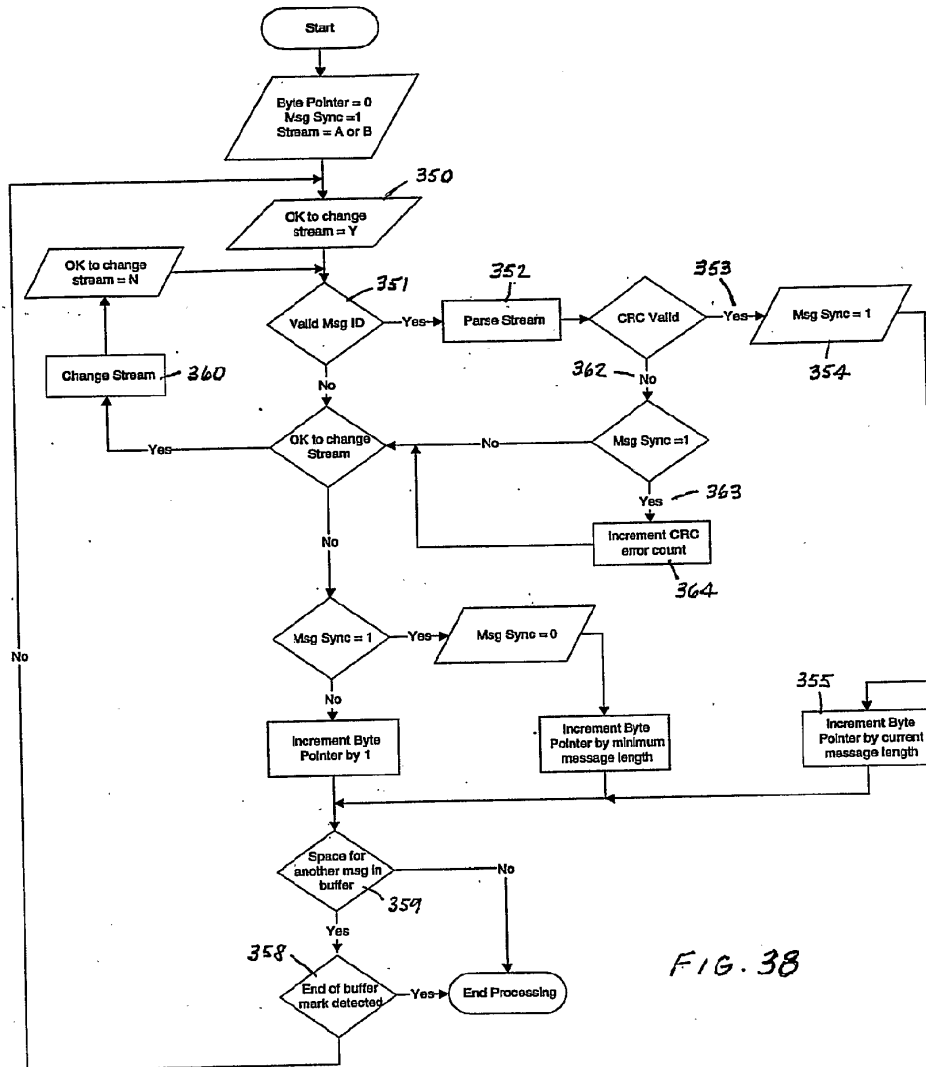 Start
Byte Pointer = 0
Msg Sync =1
Stream = A or B
350
OK to change
stream = Y
OK to change
stream = N
351
Valid Msg ID
Yes
352
Parse Stream
CRC Valid
353
Yes
Msg Sync = 1
354
Change Stream
360
No
362
No
Yes
OK to change
Stream
No
Msg Sync =1
Yes
363
Increment CRC
error count
364
No
Msg Sync = 1
Yes
Msg Sync = 0
No
No
355
Increment Byte
Pointer by 1
Increment Byte
Pointer by minimum
message length
Increment Byte
Pointer by current
message length
Space for
another msg in
buffer
359
No
Yes
358
End of buffer
mark detected
Yes
End Processing
FIG. 38